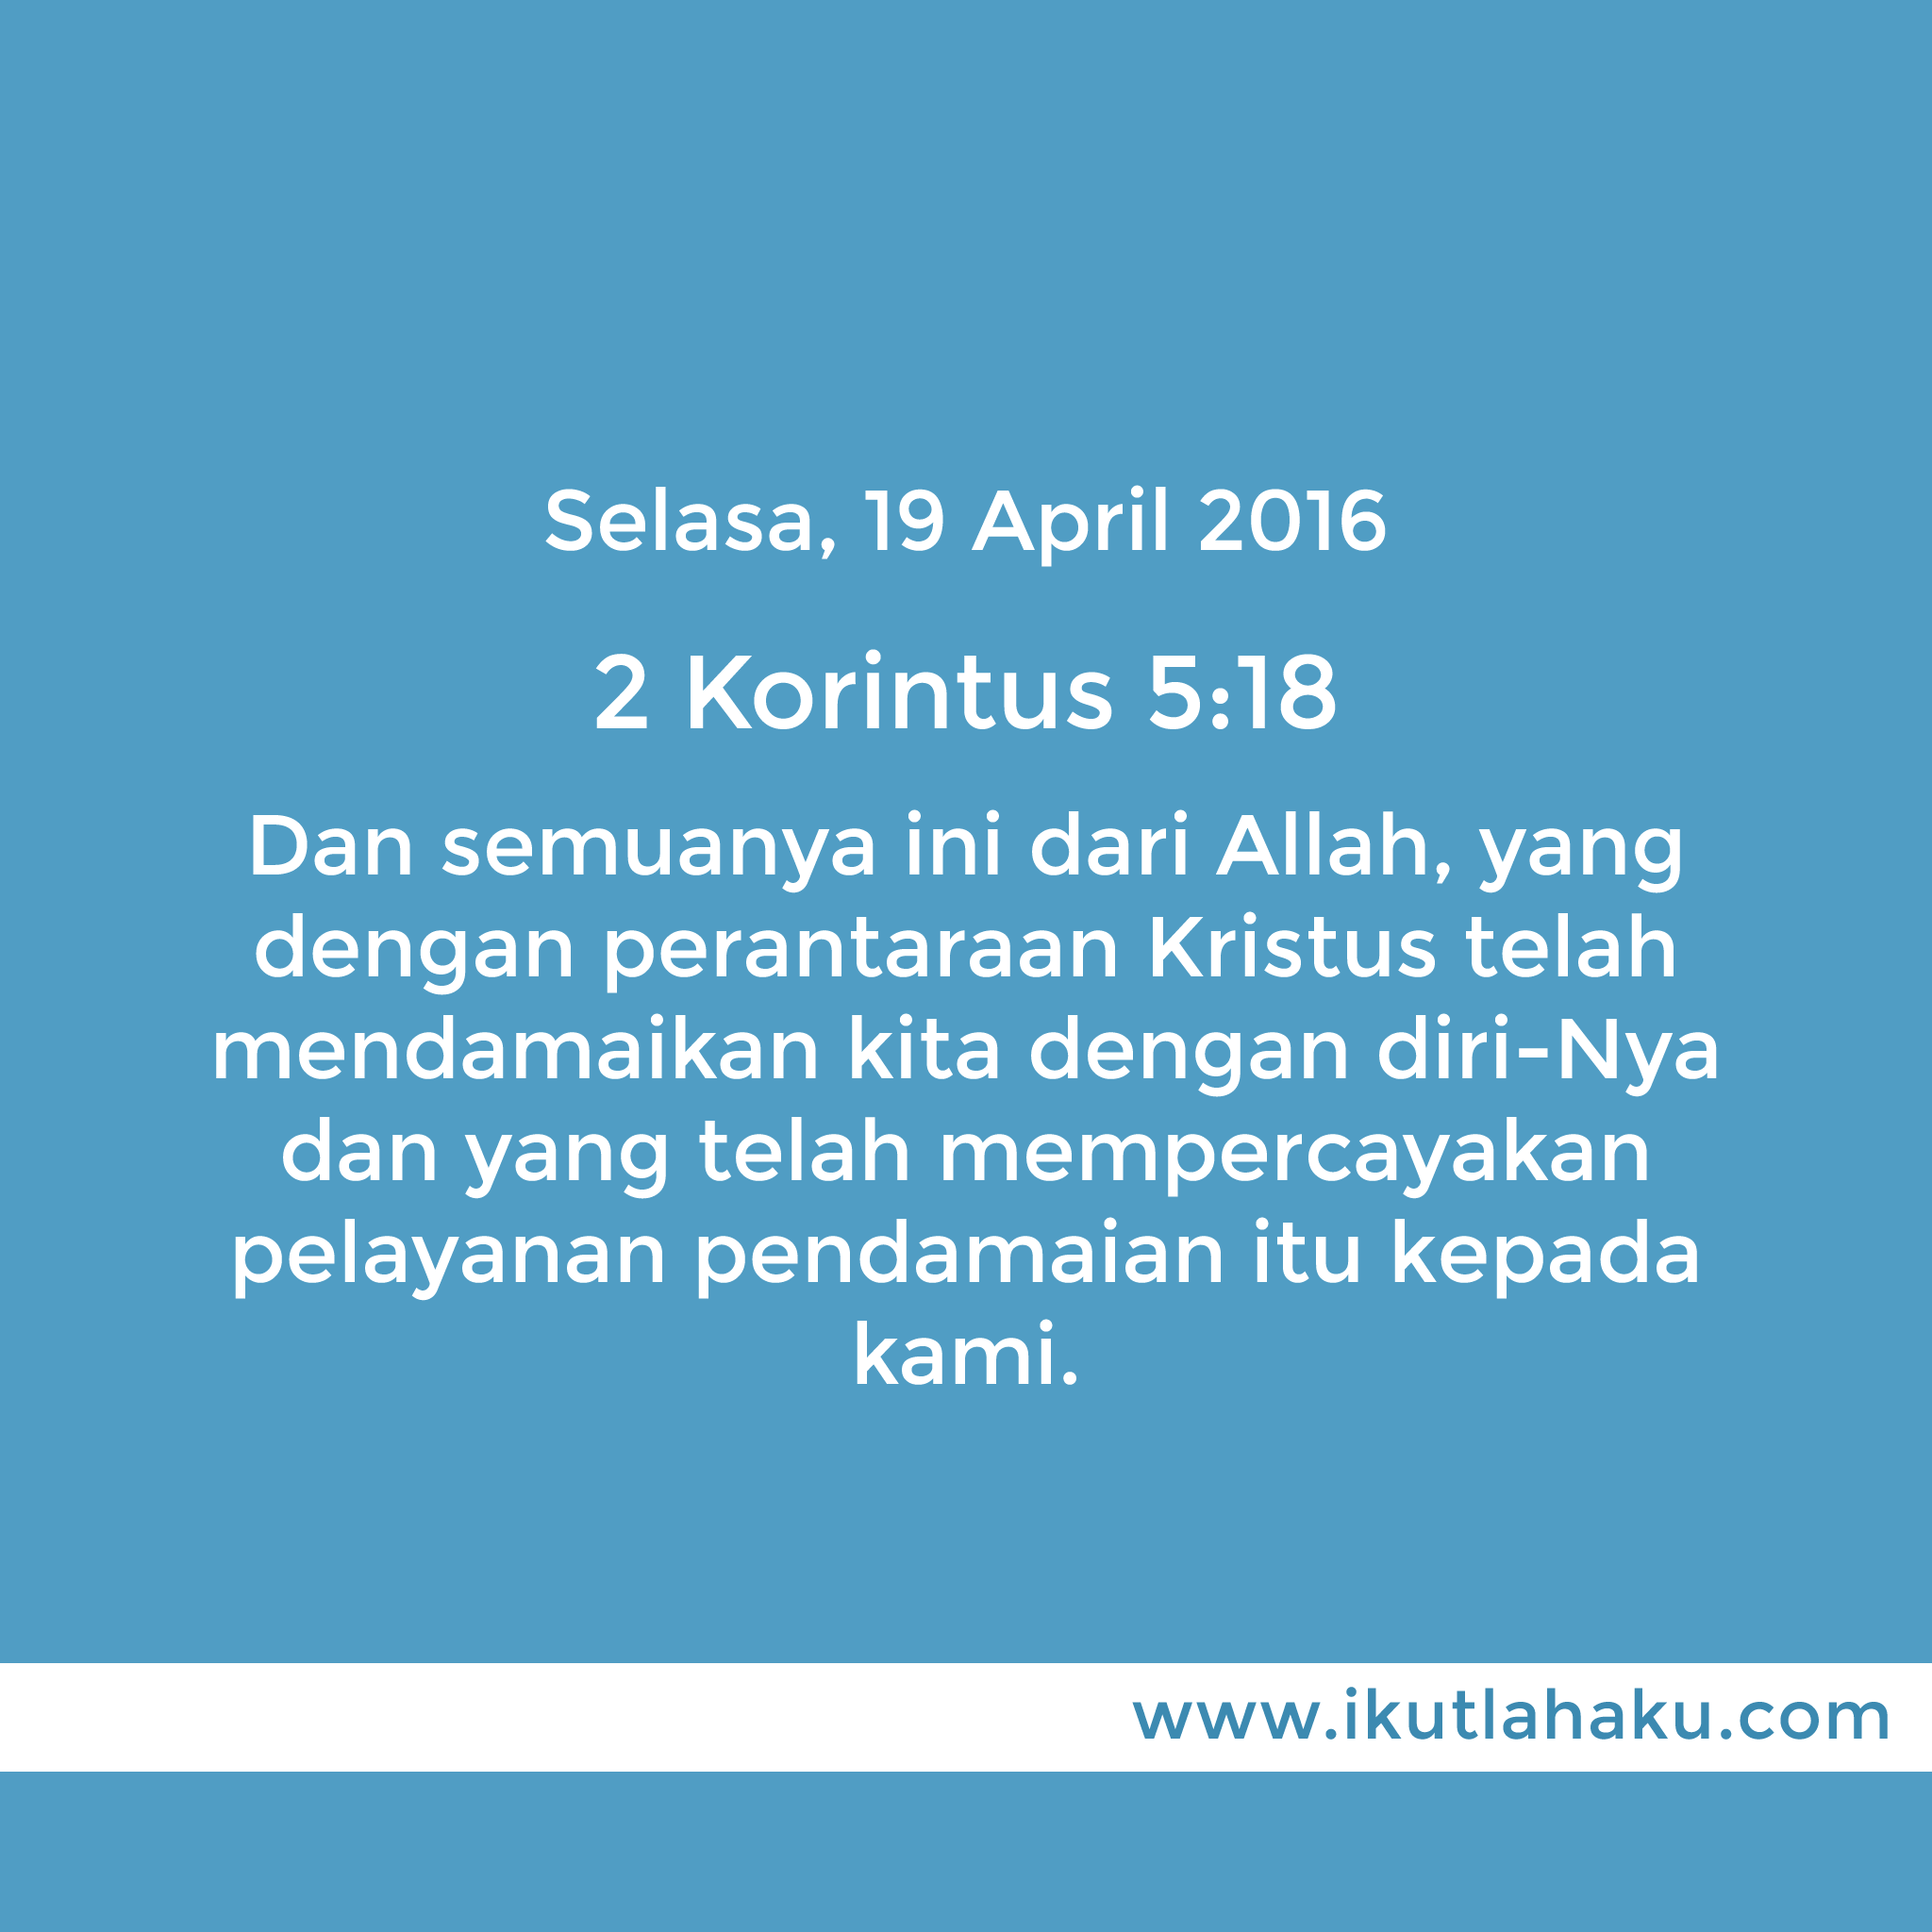 Selasa, 19 April 2016
2 Korintus 5:18
Dan semuanya ini dari Allah, yang
dengan perantaraan Kristus telah
mendamaikan kita dengan diri-Nya
dan yang telah mempercayakan
pelayanan pendamaian itu kepada
kami.
www.ikutlahaku.com